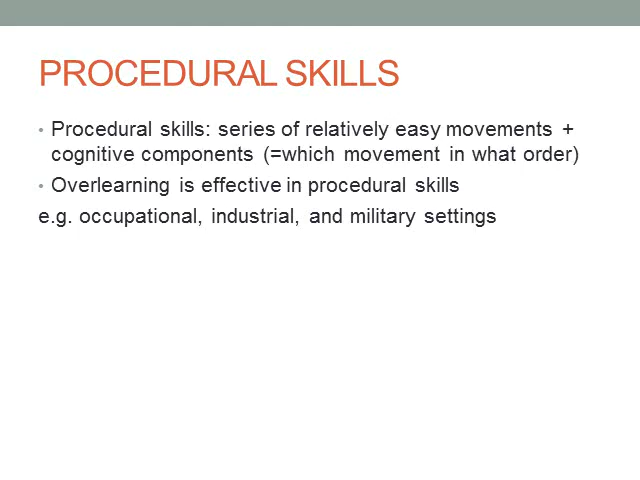 PROCEDURAL SKILLS
• Procedural skills: series of relatively easy movements +
cognitive components (=which movement in what order)
• Overlearning is effective in procedural skills
e.g. occupational, industrial, and military settings